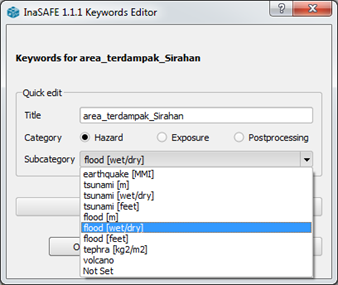 InaSAFE 1.1.1 Keywords Editor
Keywords for area_terdampak_Sirahan
Quick edit
Title area_terdampak_Sirahan
Category Hazard Exposure Postprocessing
Subcategory flood [wet/dry]
earthquake [MMI]
tsunami [m]
tsunami [wet/dry]
tsunami [feet]
flood [m]
flood [wet/dry]
flood [feet]
tephra [kg2/m2]
volcano
Not Set